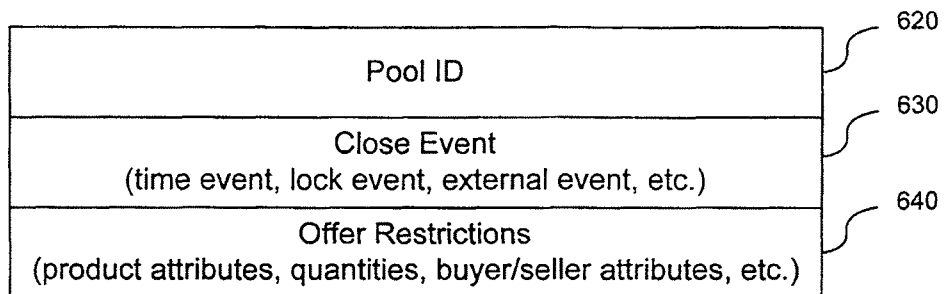 620
Pool ID
630
Close Event
(time event, lock event, external event, etc.)
640
Offer Restrictions
(product attributes, quantities, buyer/seller attributes, etc.)